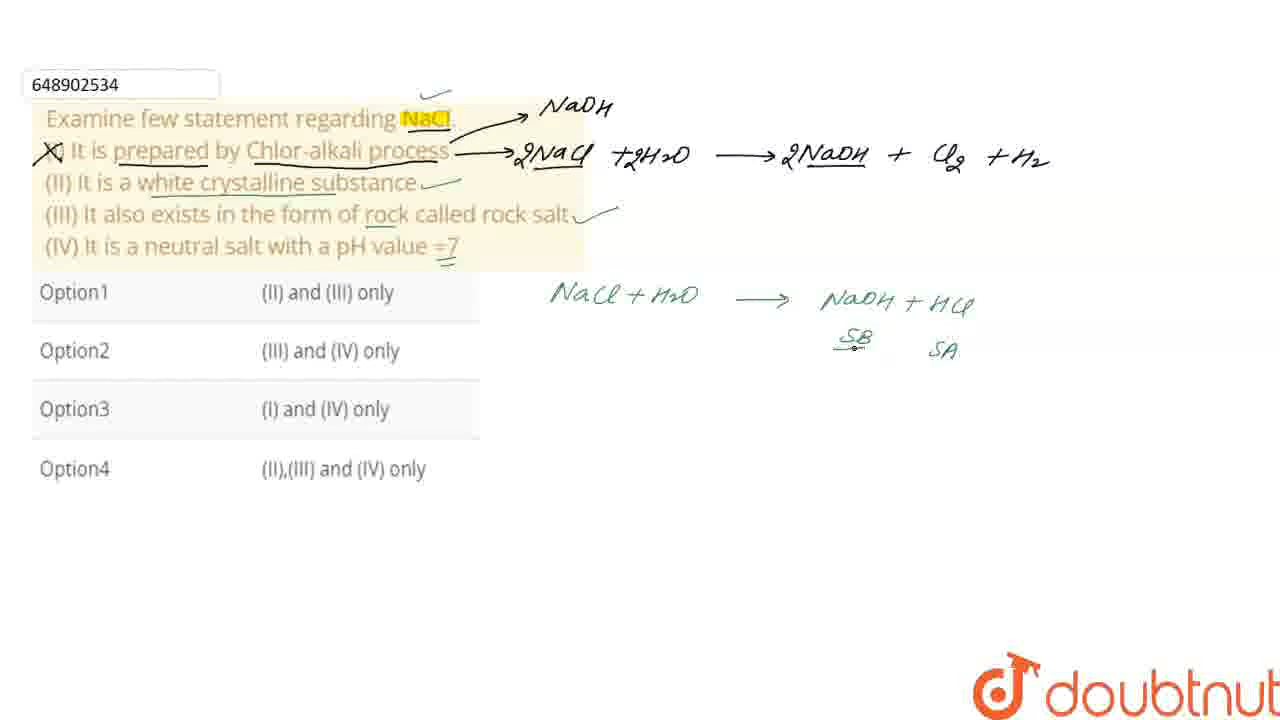 648902534
Examine few statement regarding NaCl.
NaOH
It is prepared by Chlor-alkali process
2NaCl + 2H2O → 2NaOH + Cl2 + H2
(II) It is a white crystalline substance
(III) It also exists in the form of rock called rock salt
(IV) It is a neutral salt with a pH value =7
Option1 (II) and (III) only
NaCl + H2O → NaOH + HCl
SB SA
Option2 (III) and (IV) only
Option3 (I) and (IV) only
Option4 (II),(III) and (IV) only
doubtnut